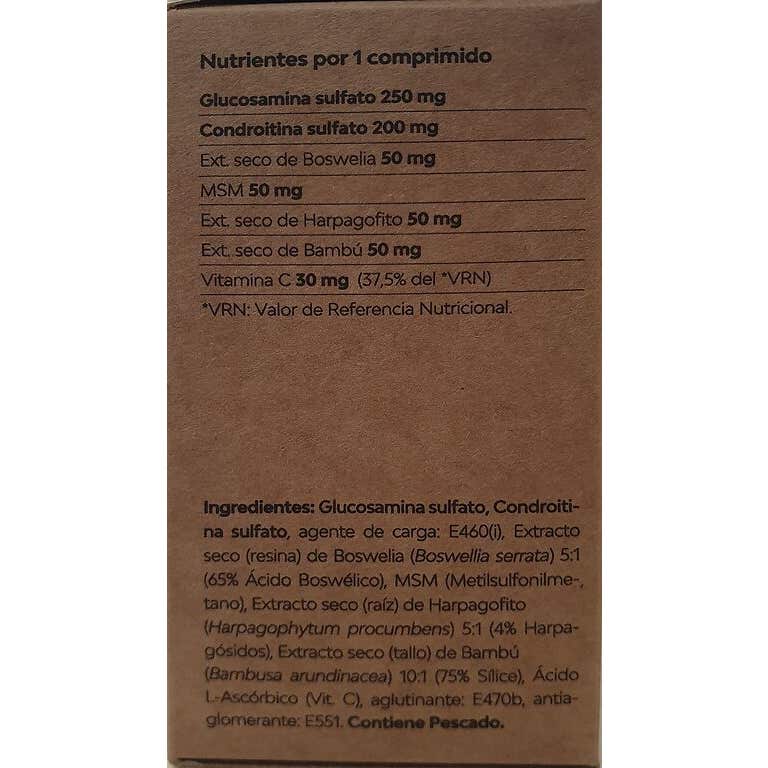 Nutrientes por 1 comprimido
Glucosamina sulfato 250 mg
Condroitina sulfato 200 mg
Ext. seco de Boswelia 50 mg
MSM 50 mg
Ext. seco de Harpagofito 50 mg
Ext. seco de Bambú 50 mg
Vitamina C 30 mg (37,5% del *VRN)
*VRN: Valor de Referencia Nutricional.
Ingredientes: Glucosamina sulfato, Condroiti-
na sulfato, agente de carga: E460(i), Extracto
seco (resina) de Boswelia (Boswellia serrata) 5:1
(65% Ácido Boswélico), MSM (Metilsulfonilme-,
tano), Extracto seco (raíz) de Harpagofito
(Harpagophytum procumbens) 5:1 (4% Harpa-
gósidos), Extracto seco (tallo) de Bambú
(Bambusa arundinacea) 10:1 (75% Sílice), Ácido
L-Ascórbico (Vit. C), aglutinante: E470b, antia-
glomerante: E551. Contiene Pescado.